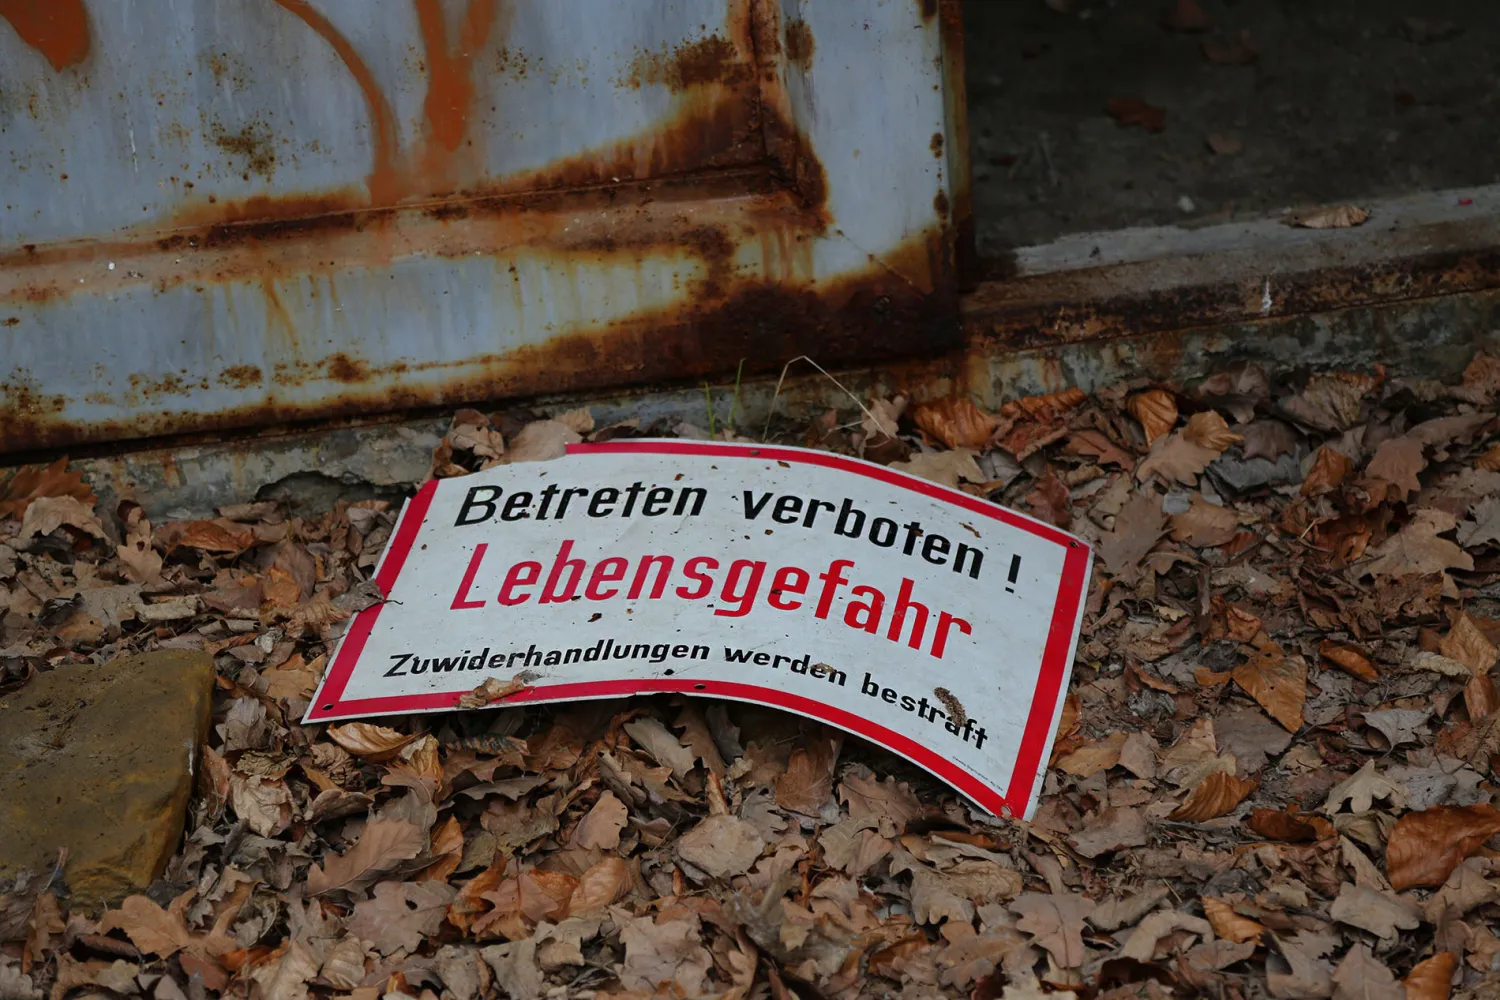 Betreten verboten !
Lebensgefahr
Zuwiderhandlungen werden bestraft